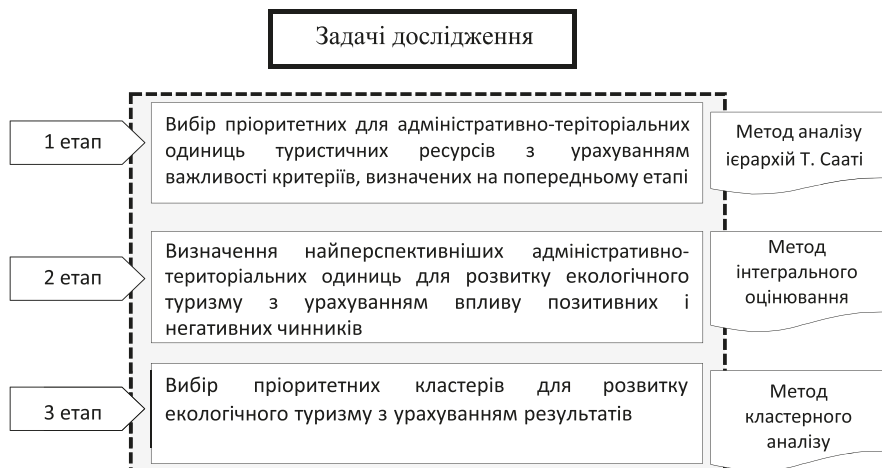 Задачі дослідження
1 етап
Вибір пріоритетних для адміністративно-теріторіальних
одиниць туристичних ресурсів з урахуванням
важливості критеріїв, визначених на попередньому етапі
Метод аналізу
ієрархій Т. Сааті
2 етап
Визначення найперспективніших адміністративно-
територіальних одиниць для розвитку екологічного
туризму з урахуванням впливу позитивних і
негативних чинників
Метод
інтегрального
оцінювання
3 етап
Вибір пріоритетних кластерів для розвитку
екологічного туризму з урахуванням результатів
Метод
кластерного
аналізу